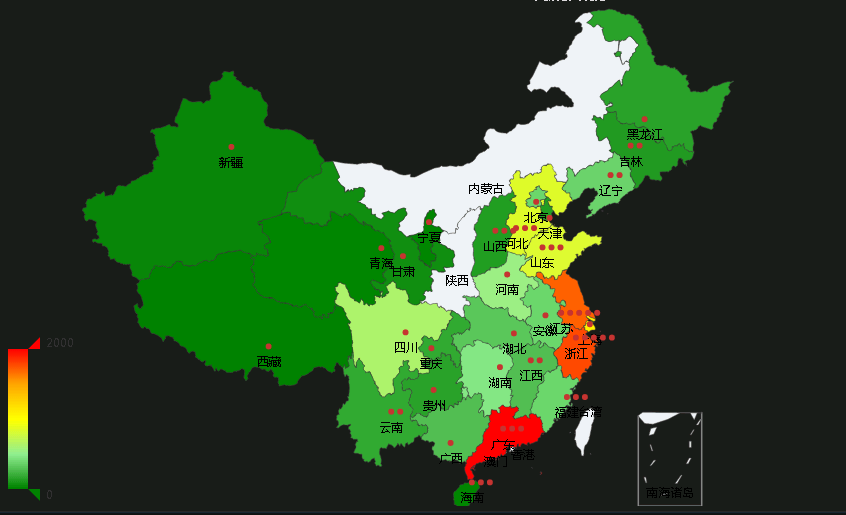 黑龙江
吉林
新疆
辽宁
内蒙古
北京
天津
宁夏
山西
河北
山东
青海
甘肃
陕西
河南
安徽
江苏
上海
2000
四川
湖北
浙江
西藏
重庆
江西
湖南
贵州
福建
台湾
云南
广东
广西
澳门
香港
0
海南
南海诸岛